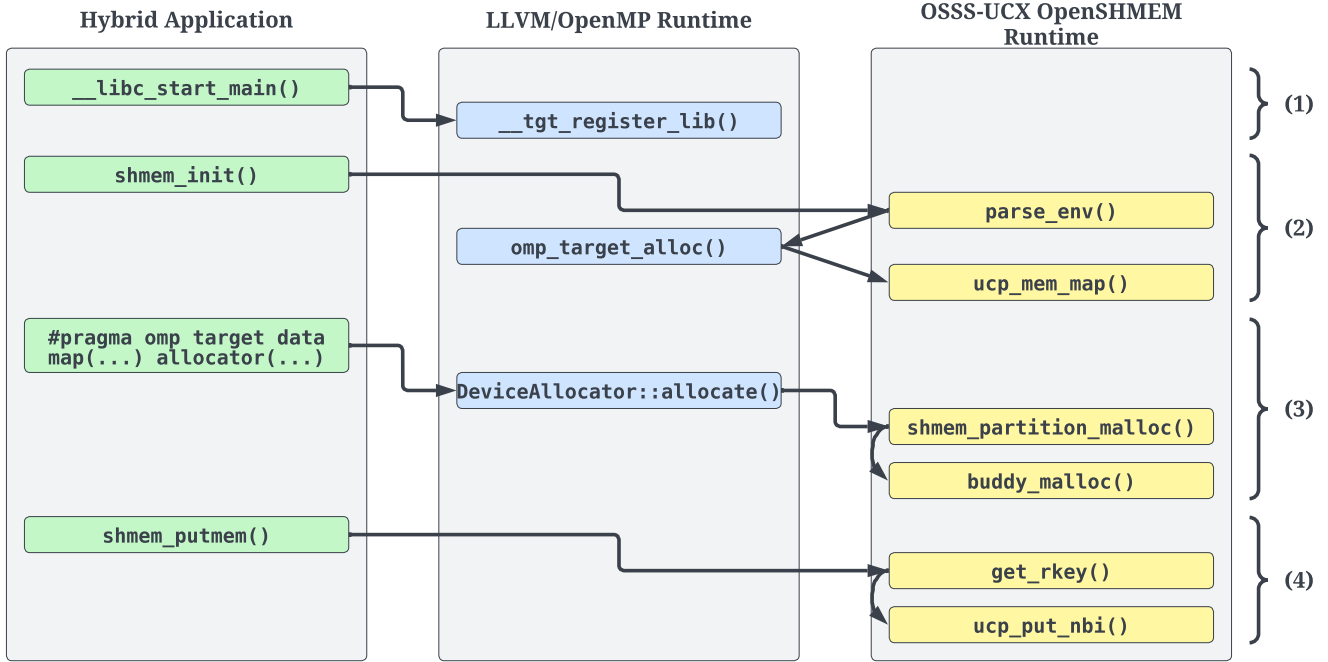 Hybrid Application
LLVM/OpenMP Runtime
OSSS-UCX OpenSHMEM
Runtime
__libc_start_main()
__tgt_register_lib()
(1)
shmem_init()
parse_env()
omp_target_alloc()
ucp_mem_map()
(2)
#pragma omp target data
map(...) allocator(...)
DeviceAllocator::allocate()
shmem_partition_malloc()
buddy_malloc()
(3)
shmem_putmem()
get_rkey()
ucp_put_nbi()
(4)